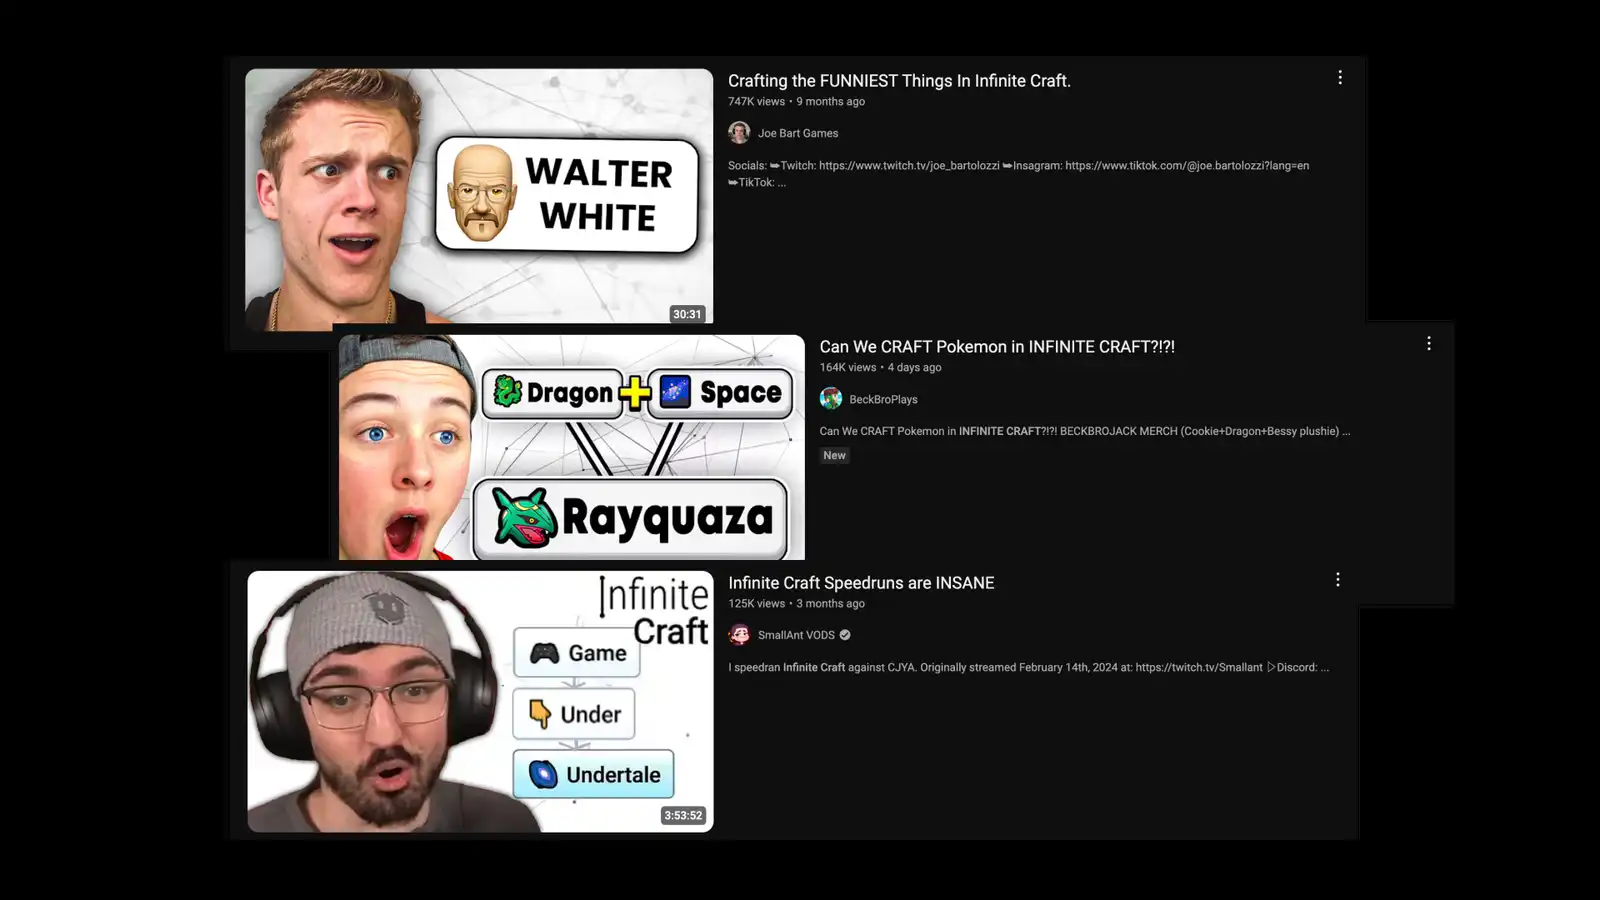 WALTER
WHITE
30:31
Crafting the FUNNIEST Things In Infinite Craft.
747K views • 9 months ago
Joe Bart Games
Socials: ➥Twitch: https://www.twitch.tv/joe_bartolozzi ➥Insagram: https://www.tiktok.com/@joe.bartolozzi?lang=en
➥TikTok: ...
Dragon + Space
Rayquaza
Can We CRAFT Pokemon in INFINITE CRAFT?!?!
164K views • 4 days ago
BeckBroPlays
Can We CRAFT Pokemon in INFINITE CRAFT?!?! BECKBROJACK MERCH (Cookie+Dragon+Bessy plushie) ...
New
Infinite
Craft
Game
Under
Undertale
3:53:52
Infinite Craft Speedruns are INSANE
125K views • 3 months ago
SmallAnt VODS
I speedran Infinite Craft against CJYA. Originally streamed February 14th, 2024 at: https://twitch.tv/Smallant ▷Discord: ...